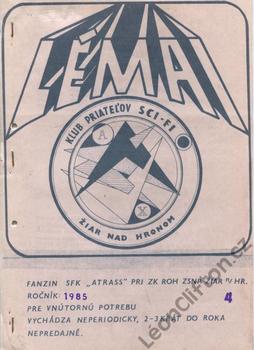 LÉMA
KLUB PRIATEĽOV SCI-FI
A
X
ŽIAR NAD HRONOM
FANZIN SFK „ATRASS" PRI ZK ROH ZSNP ŽIAR N/HR.
ROČNÍK: 1985 4
PRE VNÚTORNÚ POTREBU
VYCHÁDZA NEPERIODICKY, 2-3KRÁT DO ROKA
NEPREDAJNÉ.
LéonClifton.cz